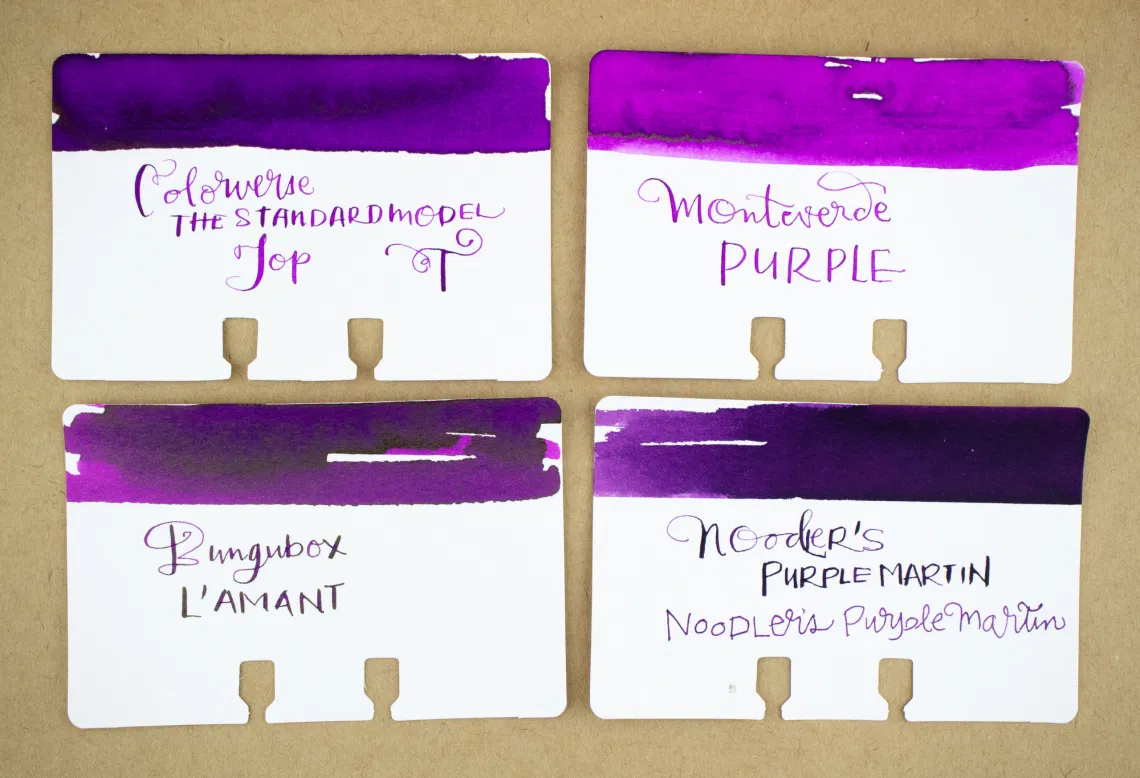 Colorverse
THE STANDARD MODEL
Top T
Monteverde
PURPLE
Bungubox
L'AMANT
Noodler's
PURPLE MARTIN
Noodler's Purple Martin